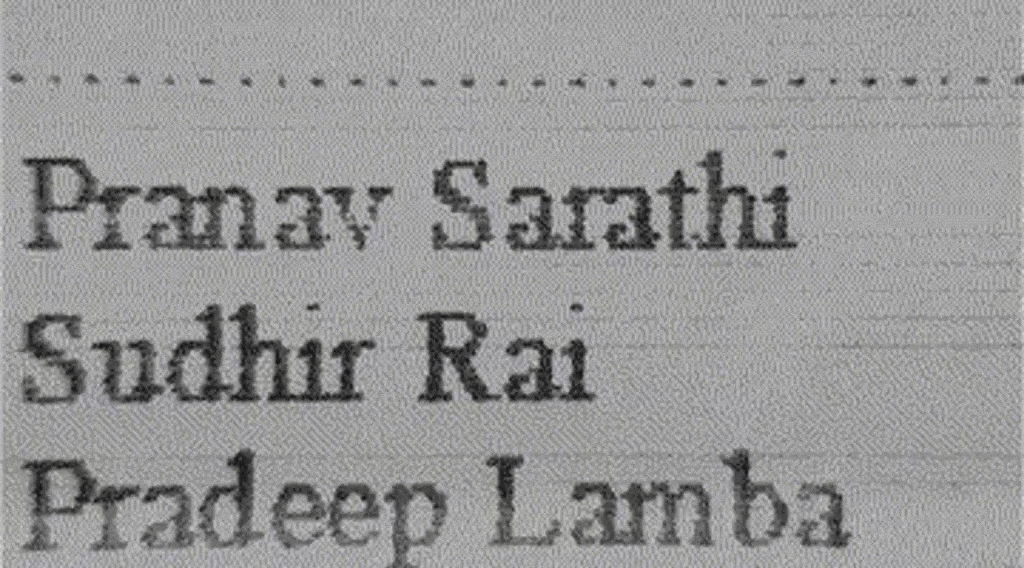 Pranav Sarathi
Sudhir Rai
Pradeep Lamba